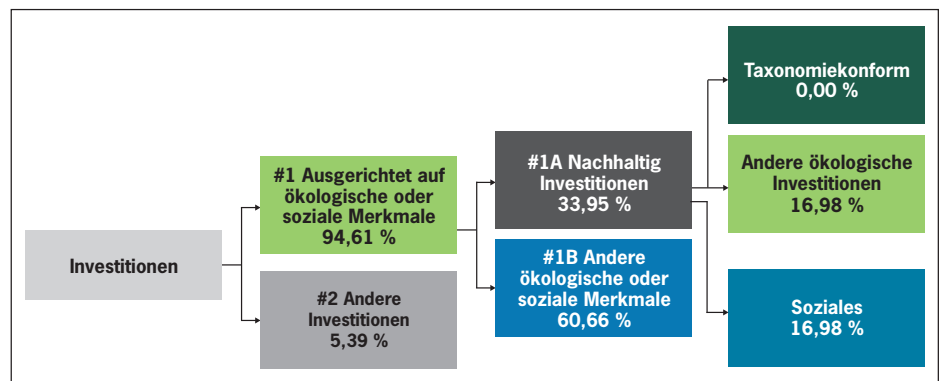 Investitionen
#1 Ausgerichtet auf
ökologische oder
soziale Merkmale
94,61 %
#2 Andere
Investitionen
5,39 %
#1A Nachhaltig
Investitionen
33,95 %
#1B Andere
ökologische oder
soziale Merkmale
60,66 %
Taxonomiekonform
0,00 %
Andere ökologische
Investitionen
16,98 %
Soziales
16,98 %